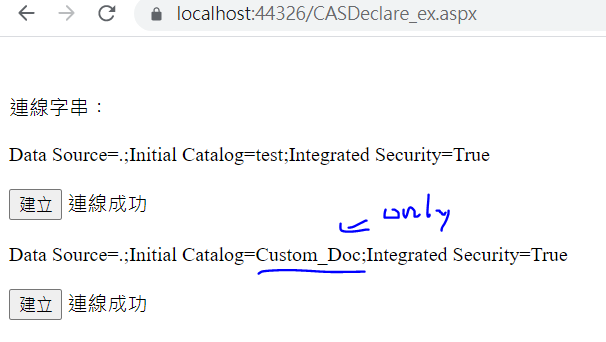 localhost:44326/CASDeclare_ex.aspx
連線字串：
Data Source=.;Initial Catalog=test;Integrated Security=True
建立 連線成功
only
Data Source=.;Initial Catalog=Custom_Doc;Integrated Security=True
建立 連線成功